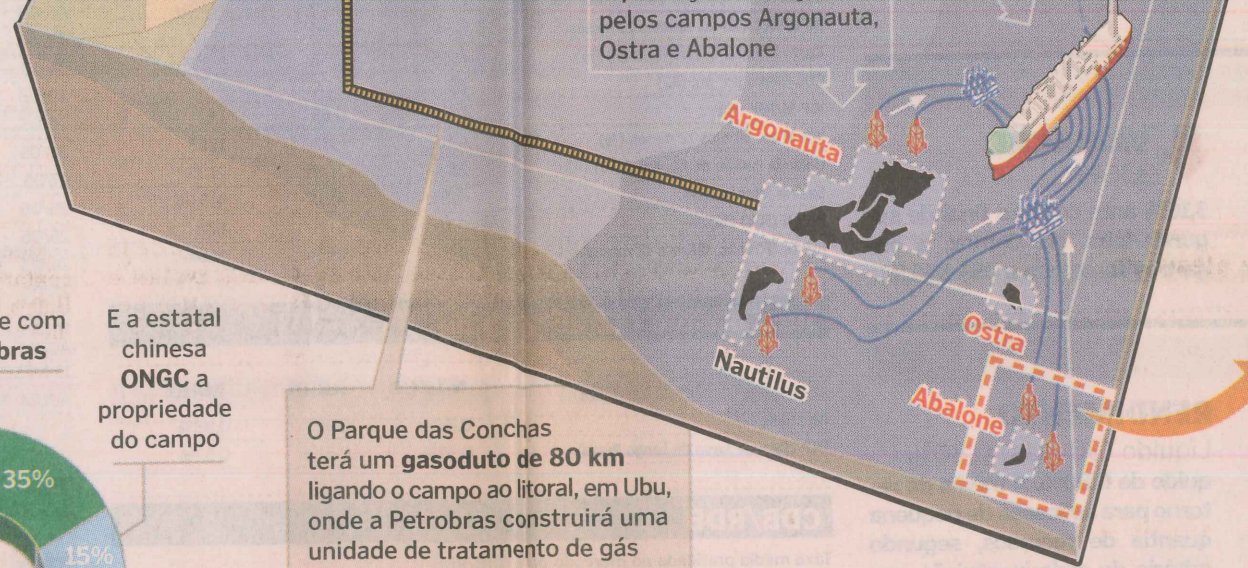 pelos campos Argonauta,
Ostra e Abalone
Argonauta
Nautilus
Ostra
Abalone
e com
bras
E a estatal
chinesa
ONGC a
propriedade
do campo
35%
15%
O Parque das Conchas
terá um gasoduto de 80 km
ligando o campo ao litoral, em Ubu,
onde a Petrobras construirá uma
unidade de tratamento de gás